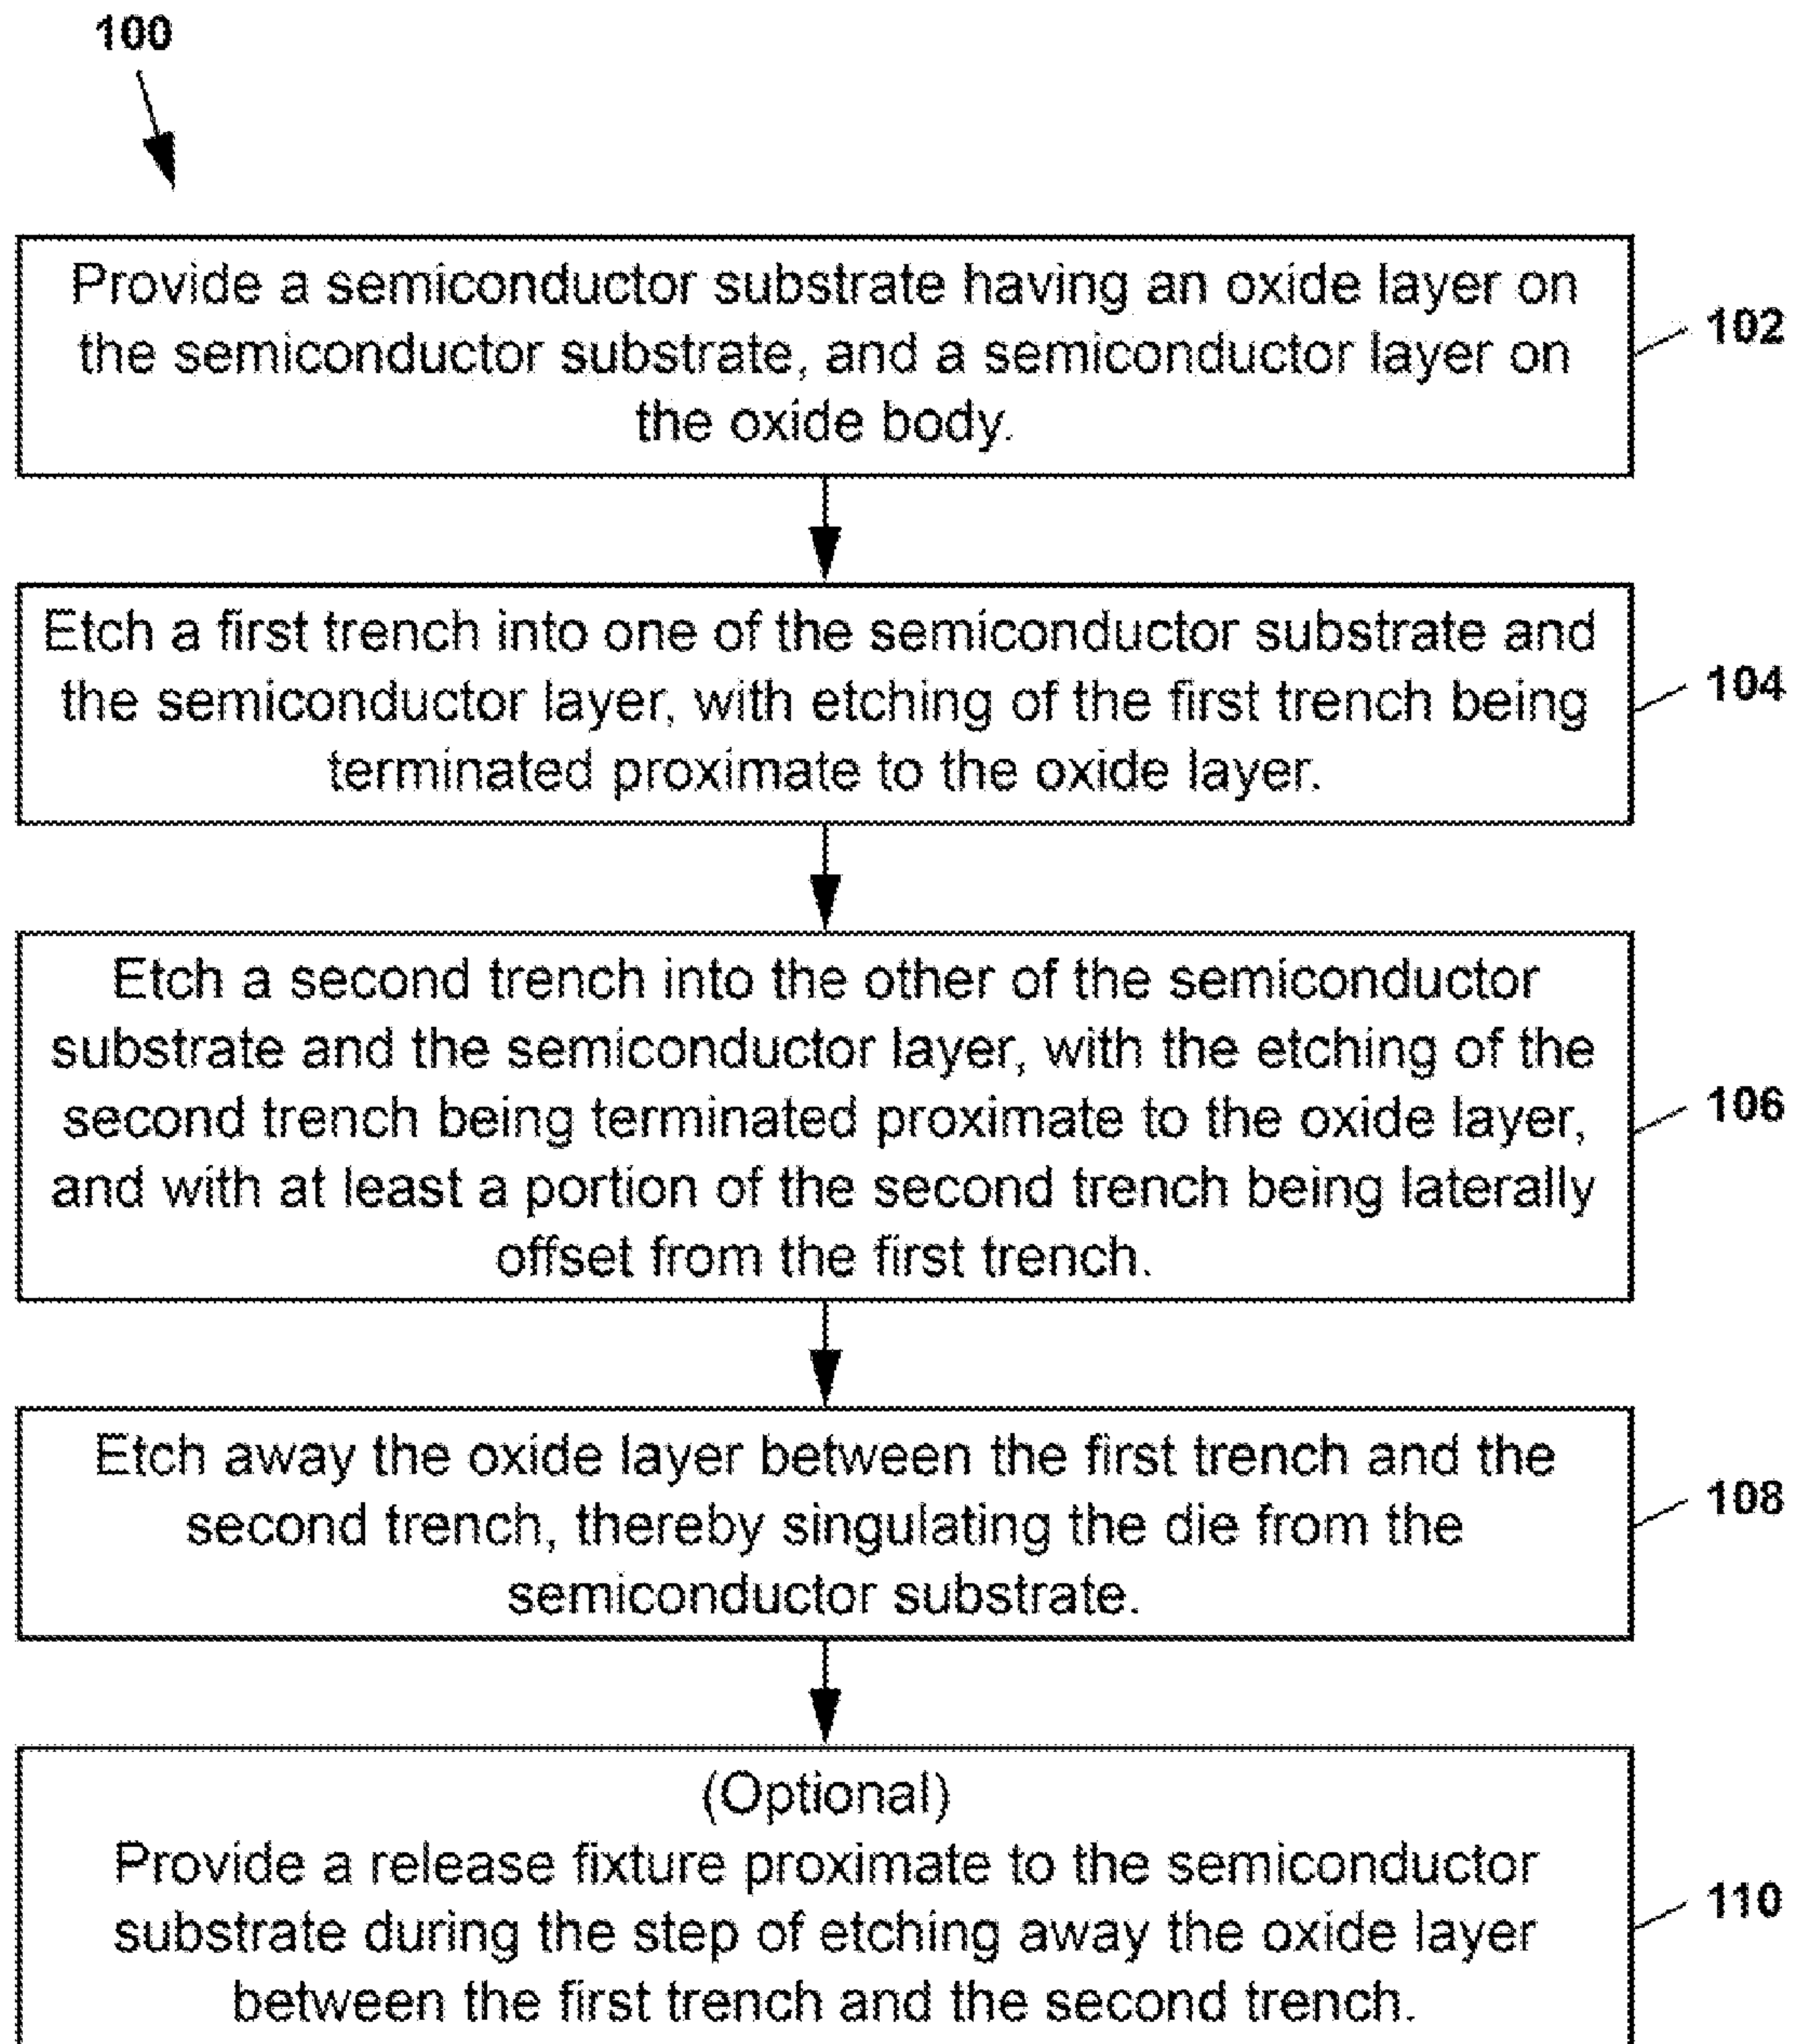 100
Provide a semiconductor substrate having an oxide layer on
the semiconductor substrate, and a semiconductor layer on
the oxide body.
102
Etch a first trench into one of the semiconductor substrate and
the semiconductor layer, with etching of the first trench being
terminated proximate to the oxide layer.
104
Etch a second trench into the other of the semiconductor
substrate and the semiconductor layer, with the etching of the
second trench being terminated proximate to the oxide layer,
and with at least a portion of the second trench being laterally
offset from the first trench.
106
Etch away the oxide layer between the first trench and the
second trench, thereby singulating the die from the
semiconductor substrate.
108
(Optional)
Provide a release fixture proximate to the semiconductor
substrate during the step of etching away the oxide layer
between the first trench and the second trench.
110